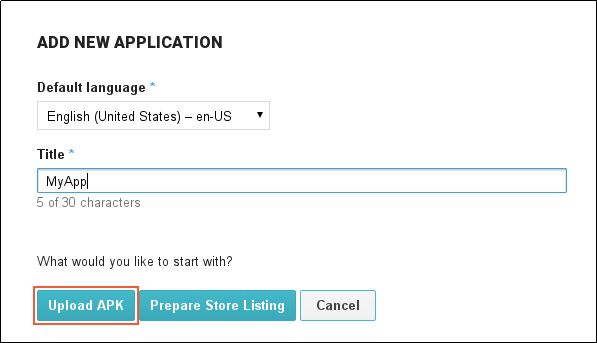 ADD NEW APPLICATION
Default language *
English (United States) – en-US
Title *
MyApp
5 of 30 characters
What would you like to start with?
Upload APK Prepare Store Listing Cancel